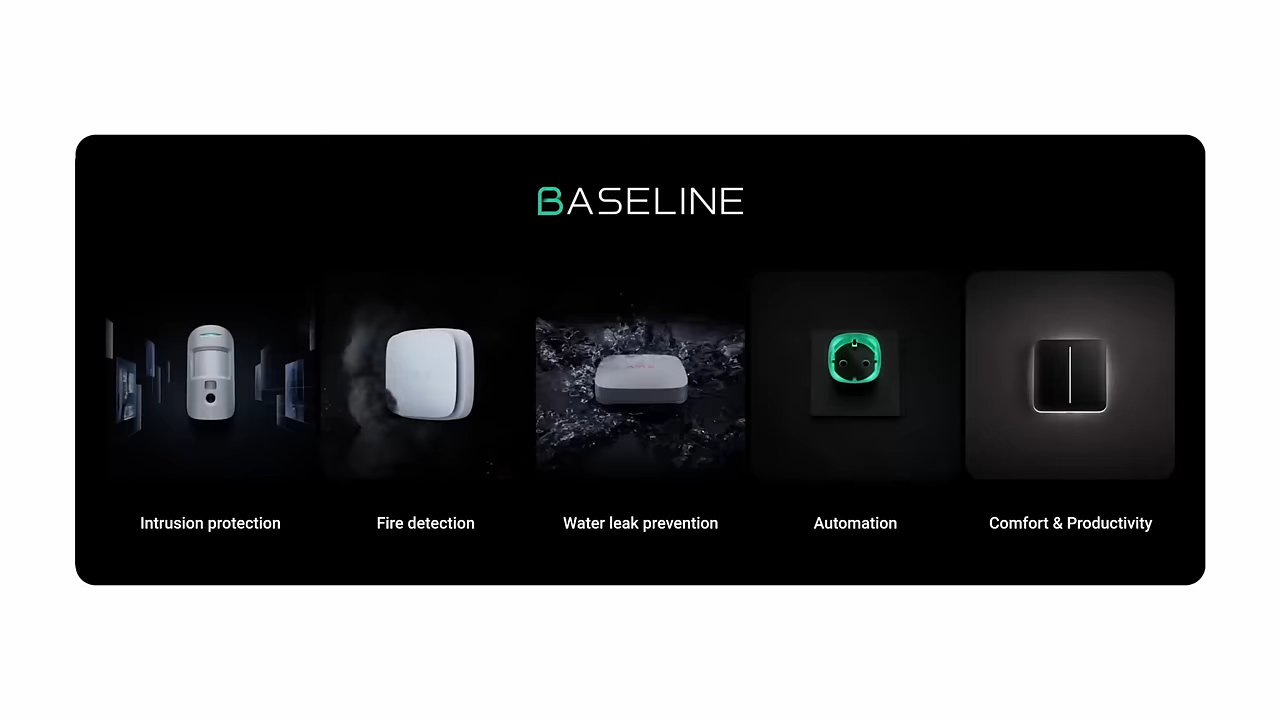 BASELINE
Intrusion protection
Fire detection
Water leak prevention
Automation
Comfort & Productivity